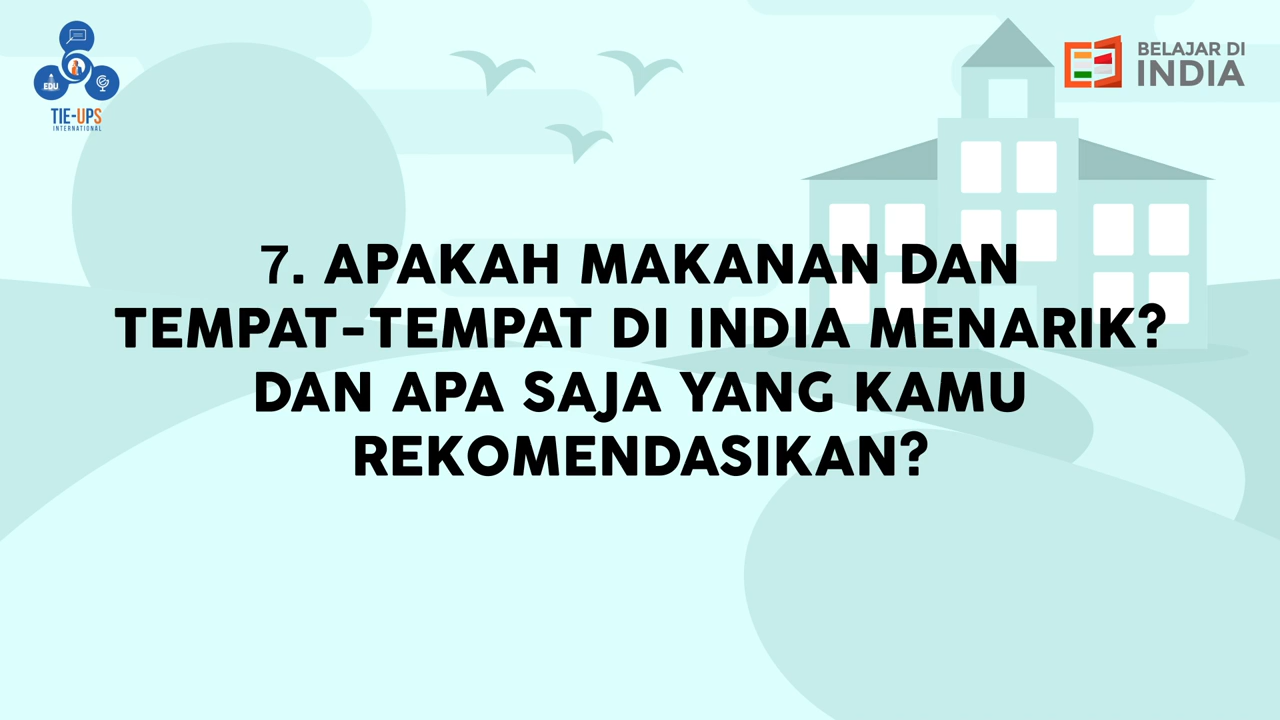 EDU
TIE-UPS
INTERNATIONAL
BELAJAR DI
INDIA
7. APAKAH MAKANAN DAN
TEMPAT-TEMPAT DI INDIA MENARIK?
DAN APA SAJA YANG KAMU
REKOMENDASIKAN?